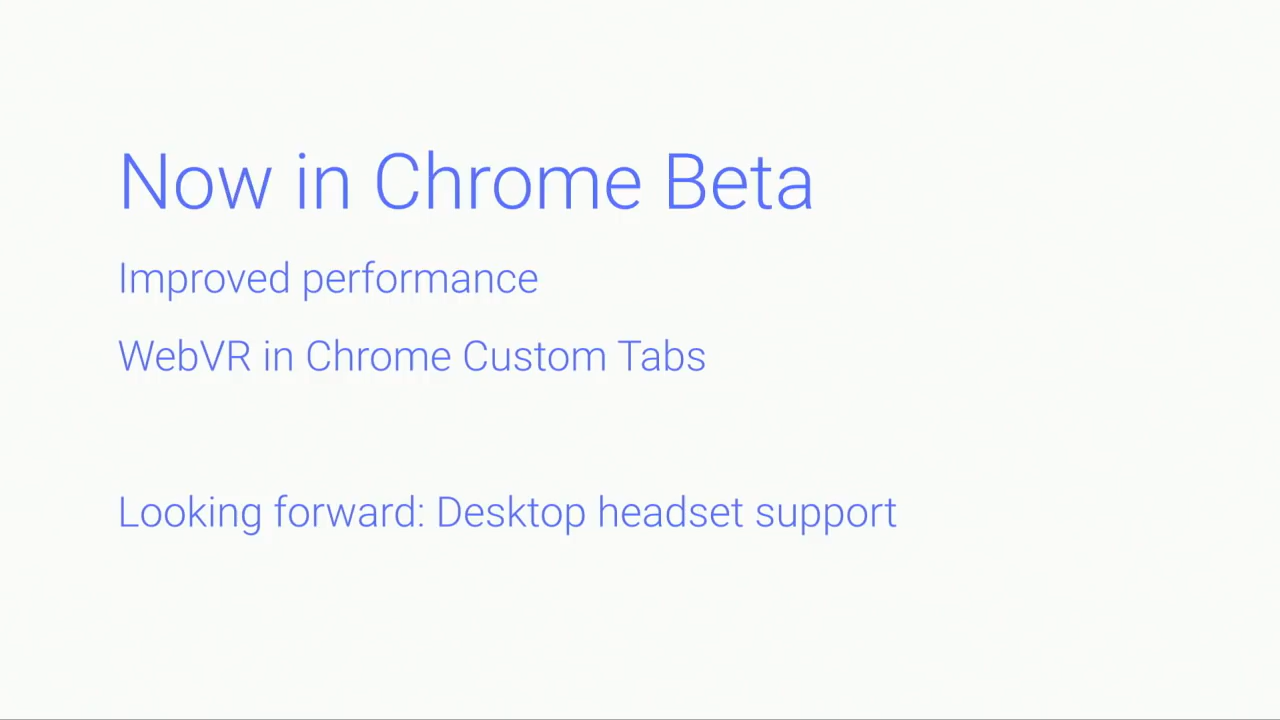 Now in Chrome Beta
Improved performance
WebVR in Chrome Custom Tabs
Looking forward: Desktop headset support